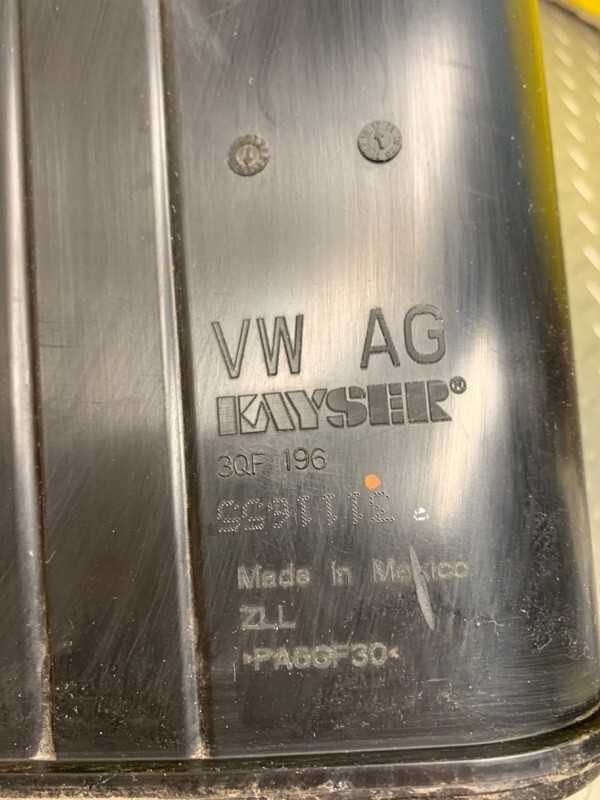 VW AG
KAYSER®
3QF 196
Made in Mexico
ZLL
>PA6GF30<